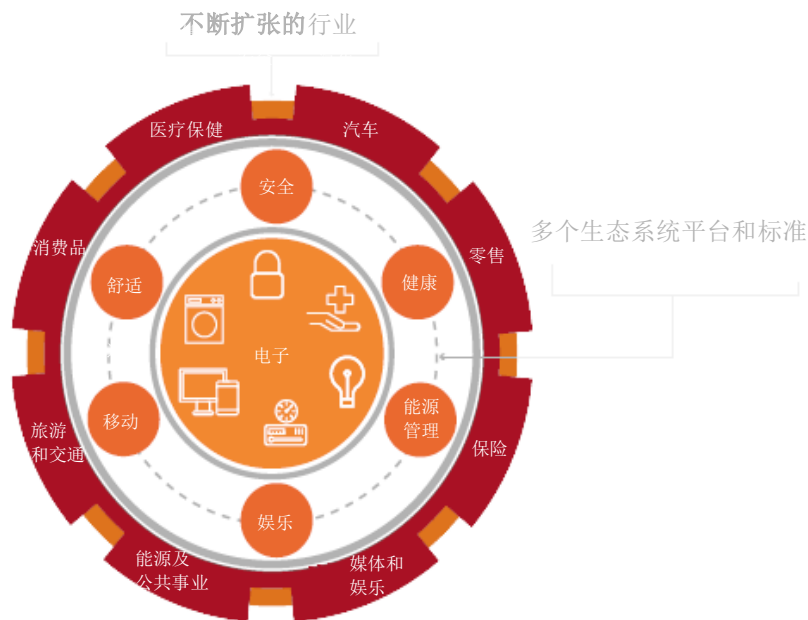 不断扩张的行业
医疗保健
汽车
安全
消费品
多个生态系统平台和标准
零售
舒适
健康
电子
旅游
和交通
移动
能源
管理
保险
娱乐
能源及
公共事业
媒体和
娱乐